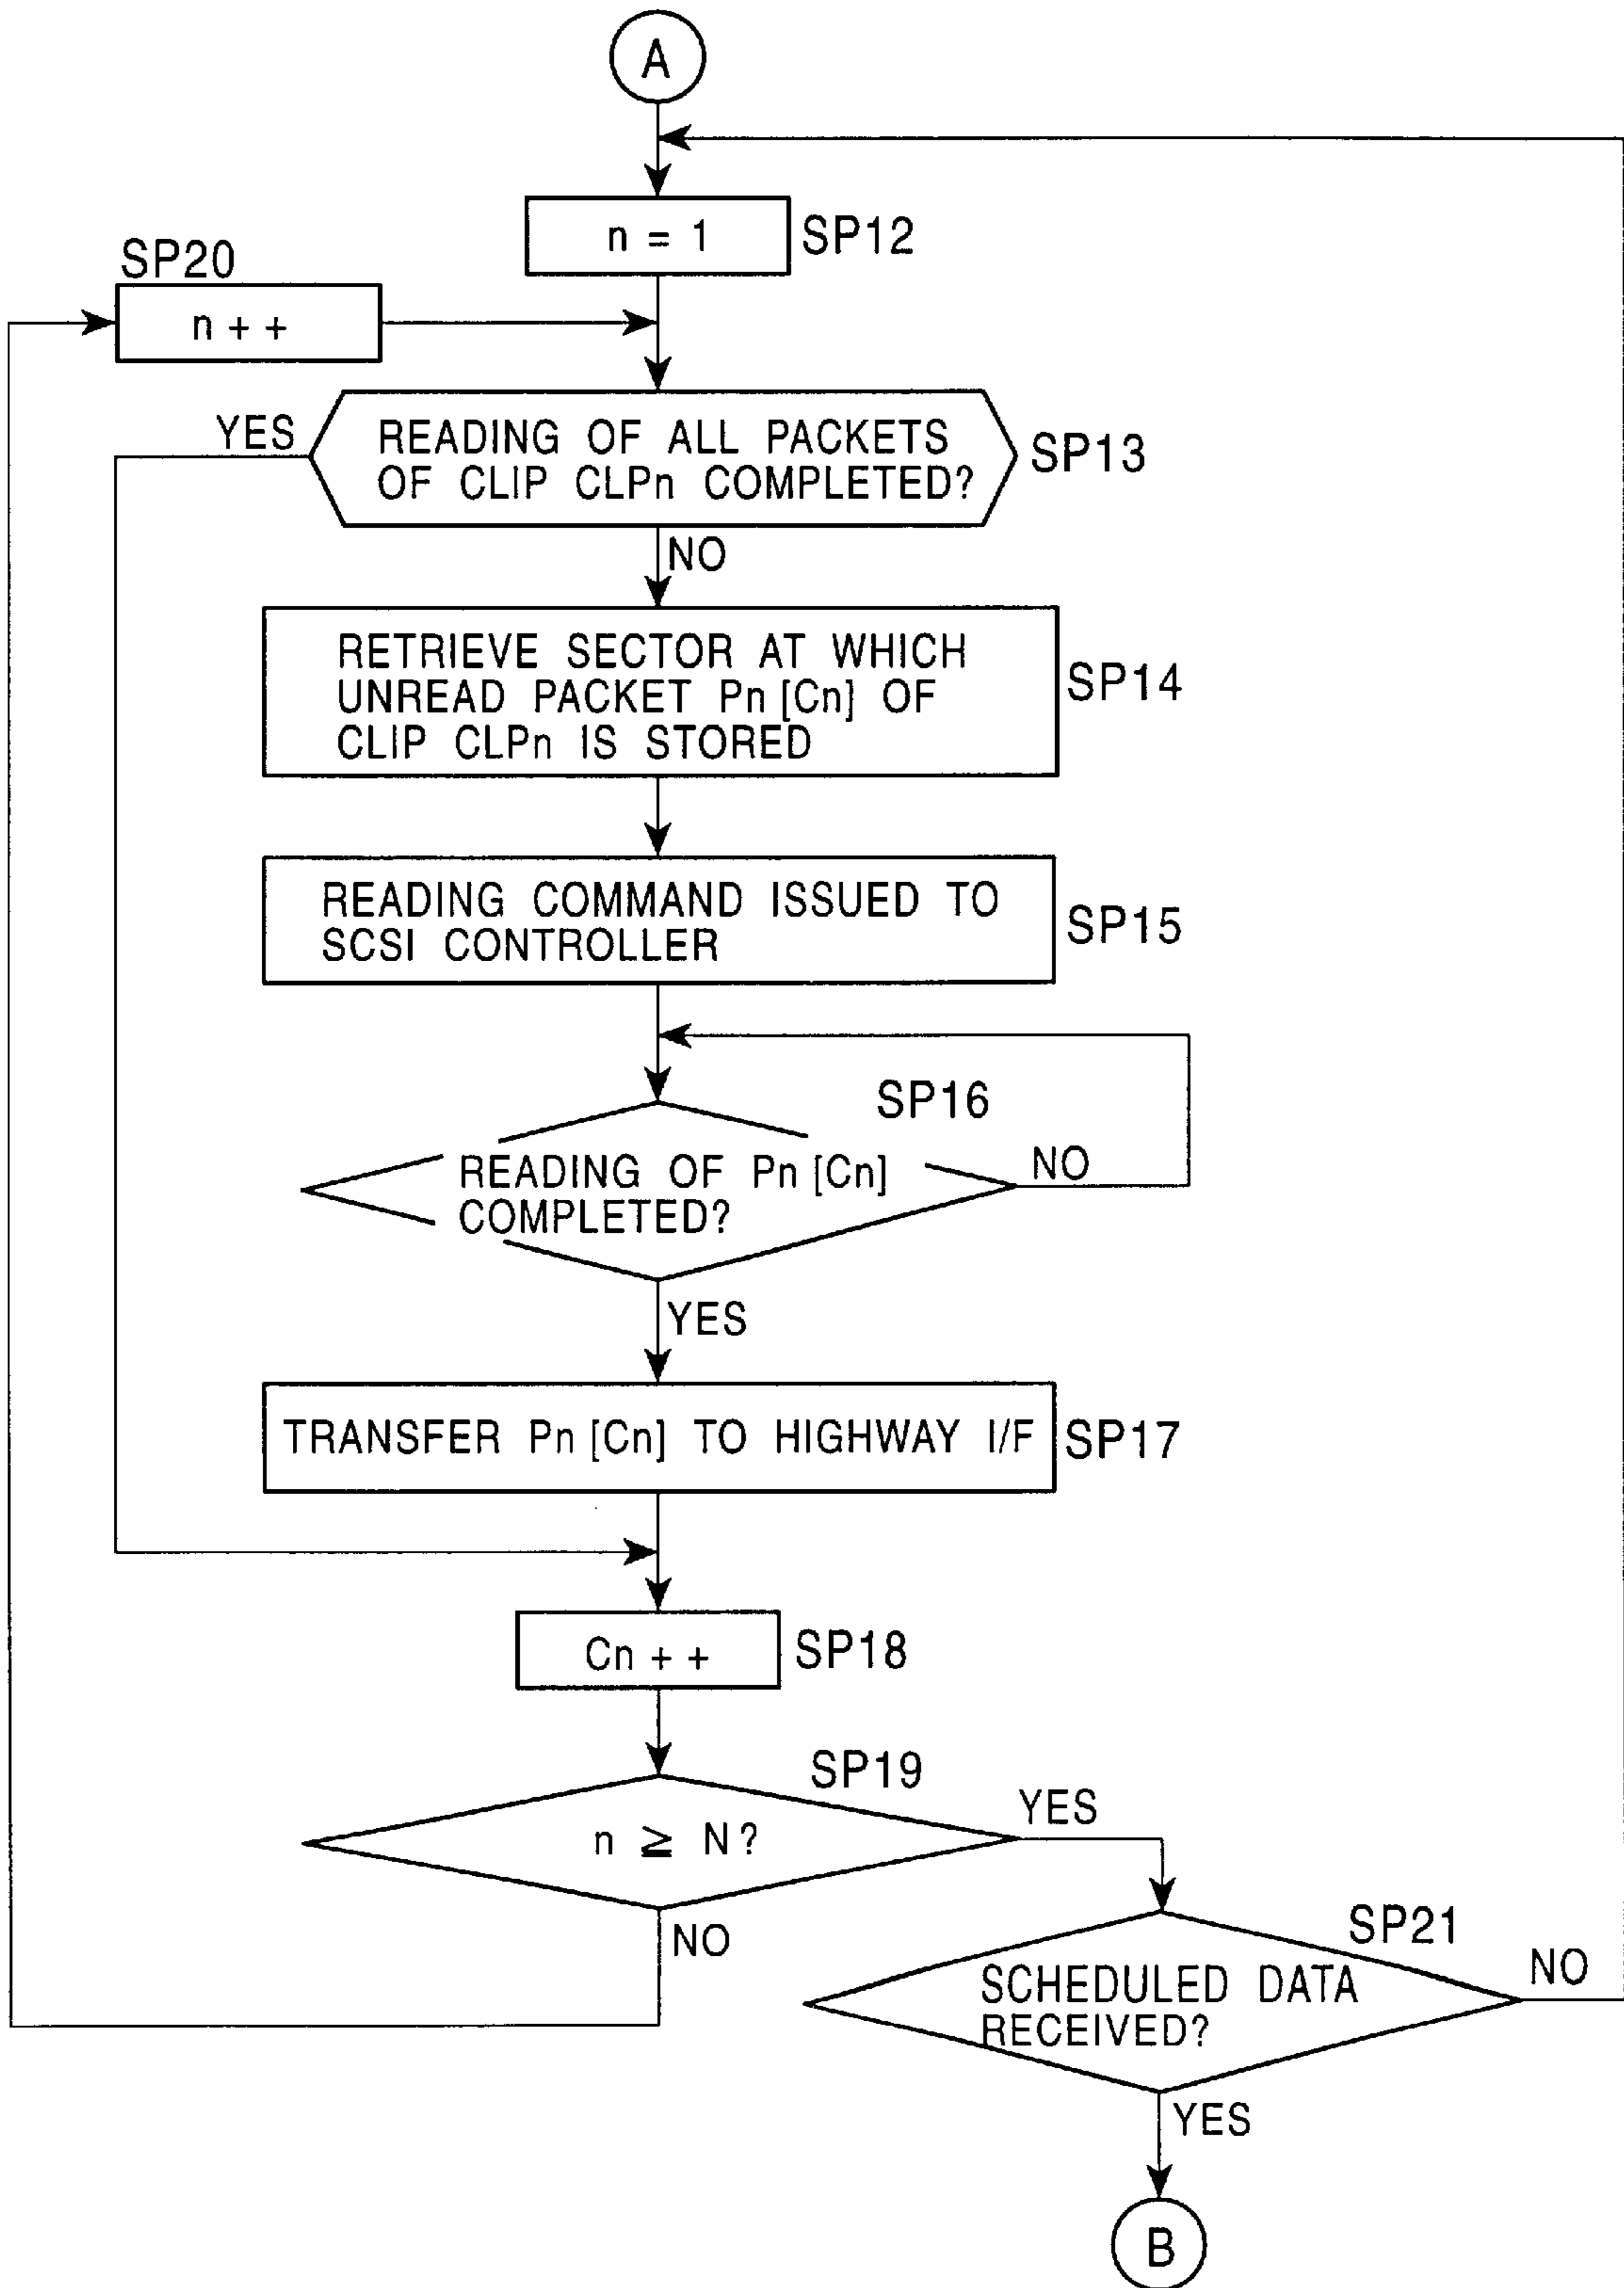 A
n = 1
SP12
SP20
n + +
YES
READING OF ALL PACKETS
OF CLIP CLPn COMPLETED?
SP13
NO
RETRIEVE SECTOR AT WHICH
UNREAD PACKET Pn [Cn] OF
CLIP CLPn IS STORED
SP14
READING COMMAND ISSUED TO
SCSI CONTROLLER
SP15
SP16
READING OF Pn [Cn]
COMPLETED?
NO
YES
TRANSFER Pn [Cn] TO HIGHWAY I/F
SP17
Cn + +
SP18
SP19
n ≧ N?
YES
NO
SP21
SCHEDULED DATA
RECEIVED?
NO
YES
B